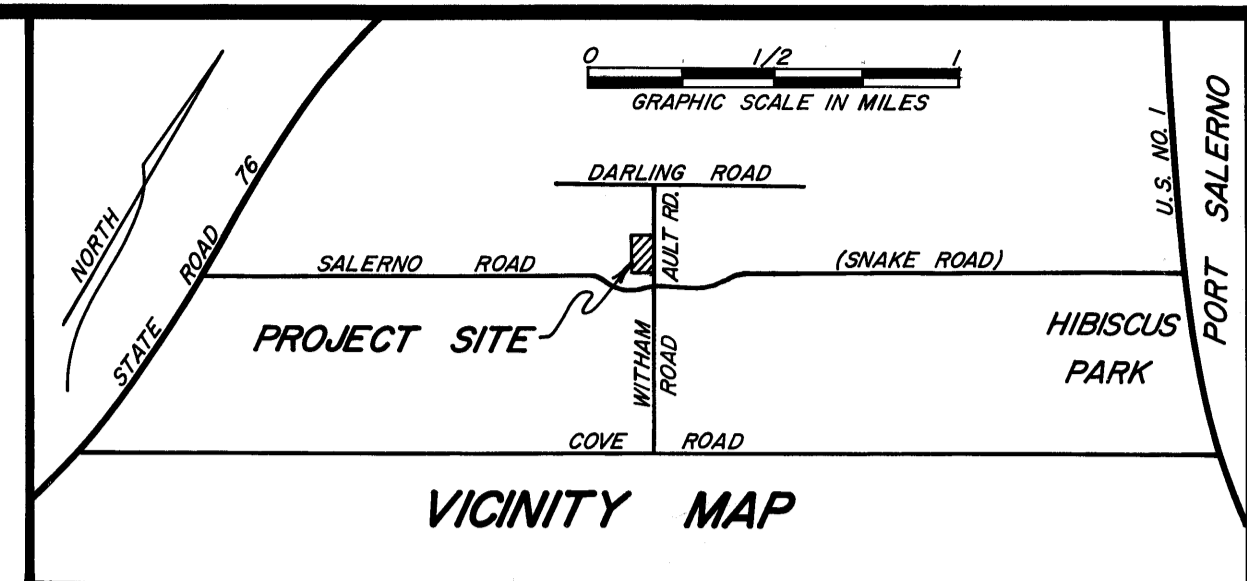 0 1/2 1
GRAPHIC SCALE IN MILES
NORTH
STATE ROAD 76
DARLING ROAD
AULT RD.
U.S. NO. 1
PORT SALERNO
SALERNO ROAD
(SNAKE ROAD)
PROJECT SITE
WITHAM
ROAD
HIBISCUS
PARK
COVE ROAD
VICINITY MAP